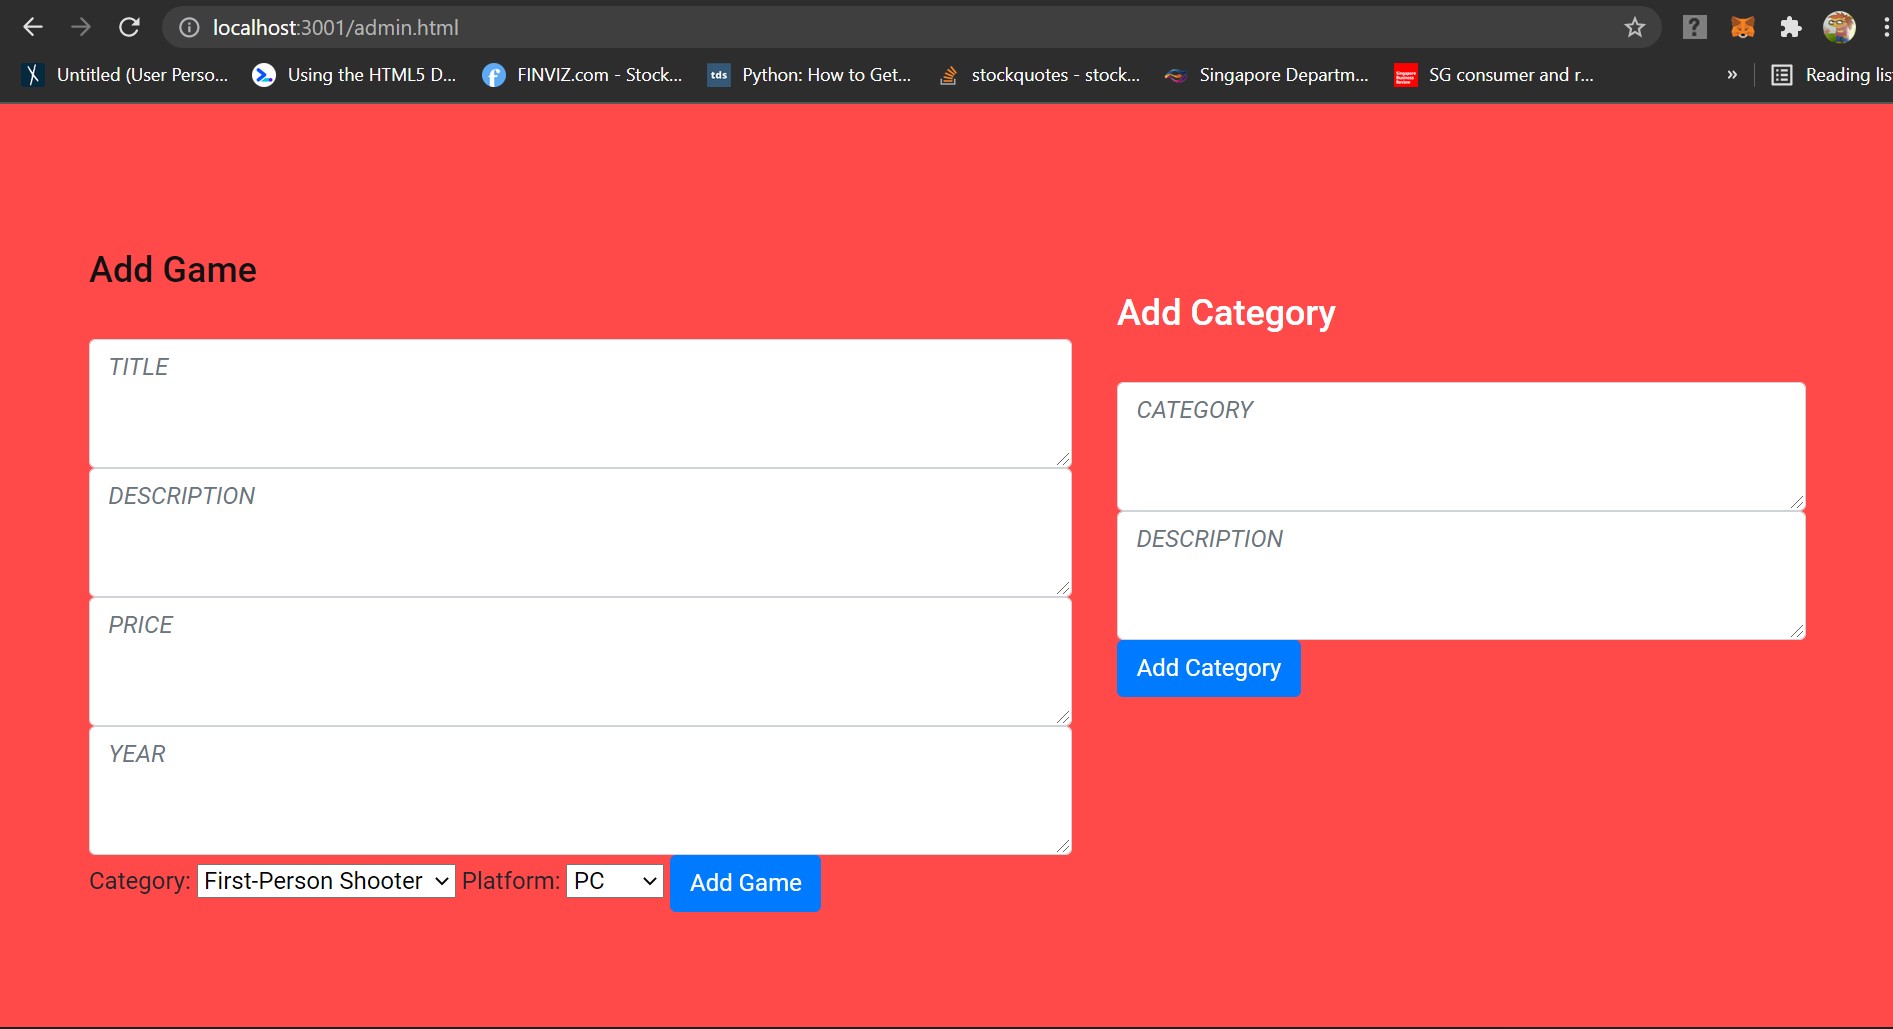 localhost:3001/admin.html
Untitled (User Perso... Using the HTML5 D... FINVIZ.com - Stock... tds Python: How to Get... stockquotes - stock... Singapore Departm... SG consumer and r... » Reading lis
Add Game
TITLE
DESCRIPTION
PRICE
YEAR
Category: First-Person Shooter Platform: PC Add Game
Add Category
CATEGORY
DESCRIPTION
Add Category